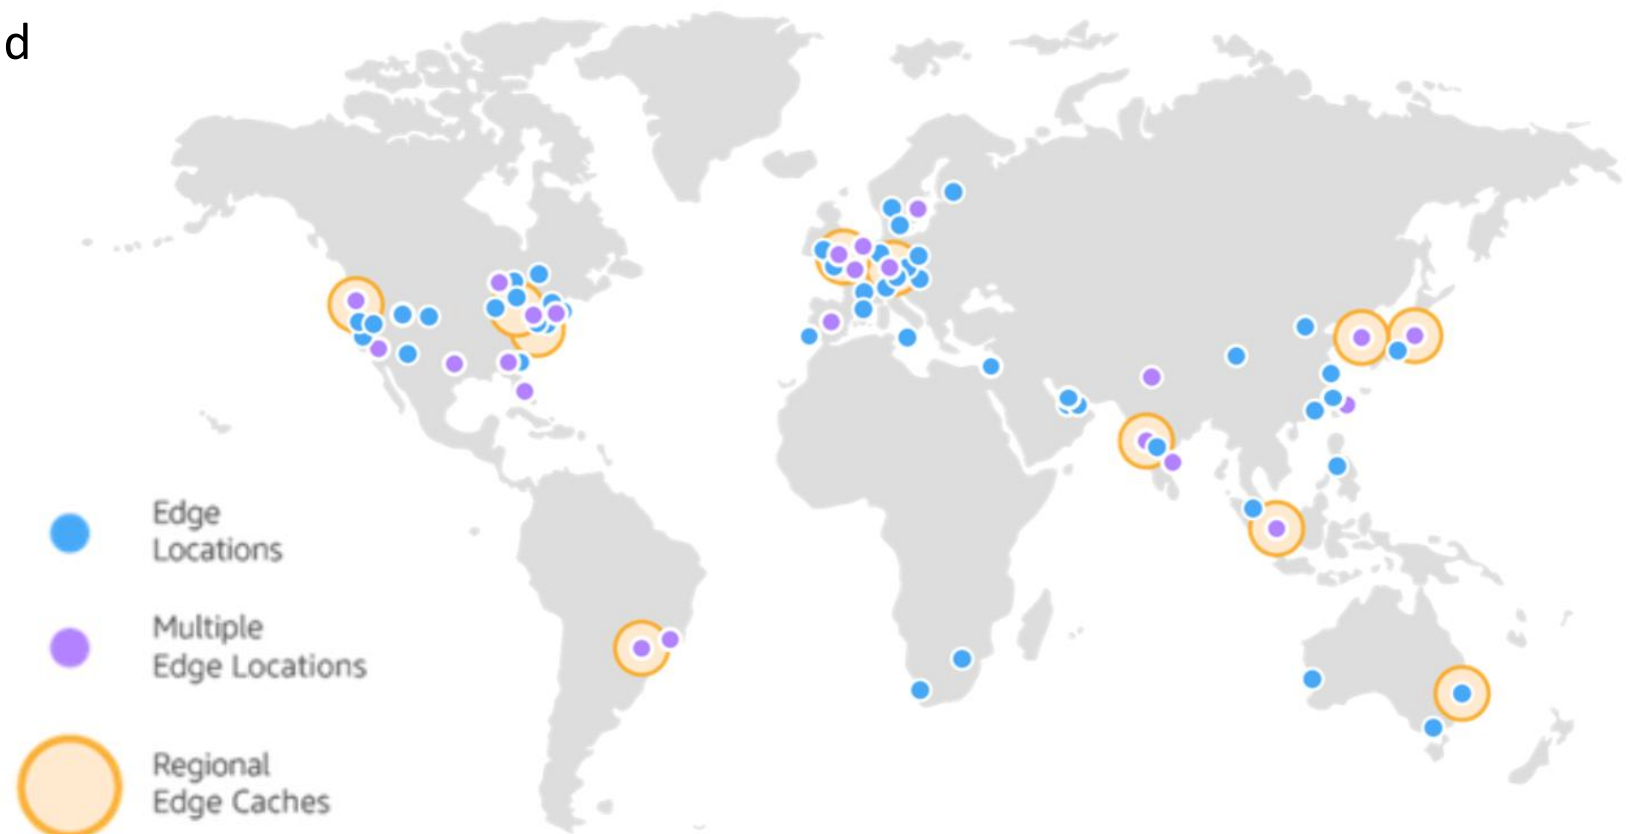 d
Edge
Locations
Multiple
Edge Locations
Regional
Edge Caches